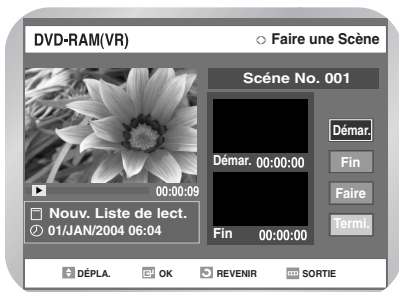 DVD-RAM(VR)
Faire une Scène
Scéne No. 001
Démar.
Démar. 00:00:00
Fin
00:00:09
Faire
Nouv. Liste de lect.
01/JAN/2004 06:04
Termi.
Fin 00:00:00
DÉPLA. OK REVENIR SORTIE